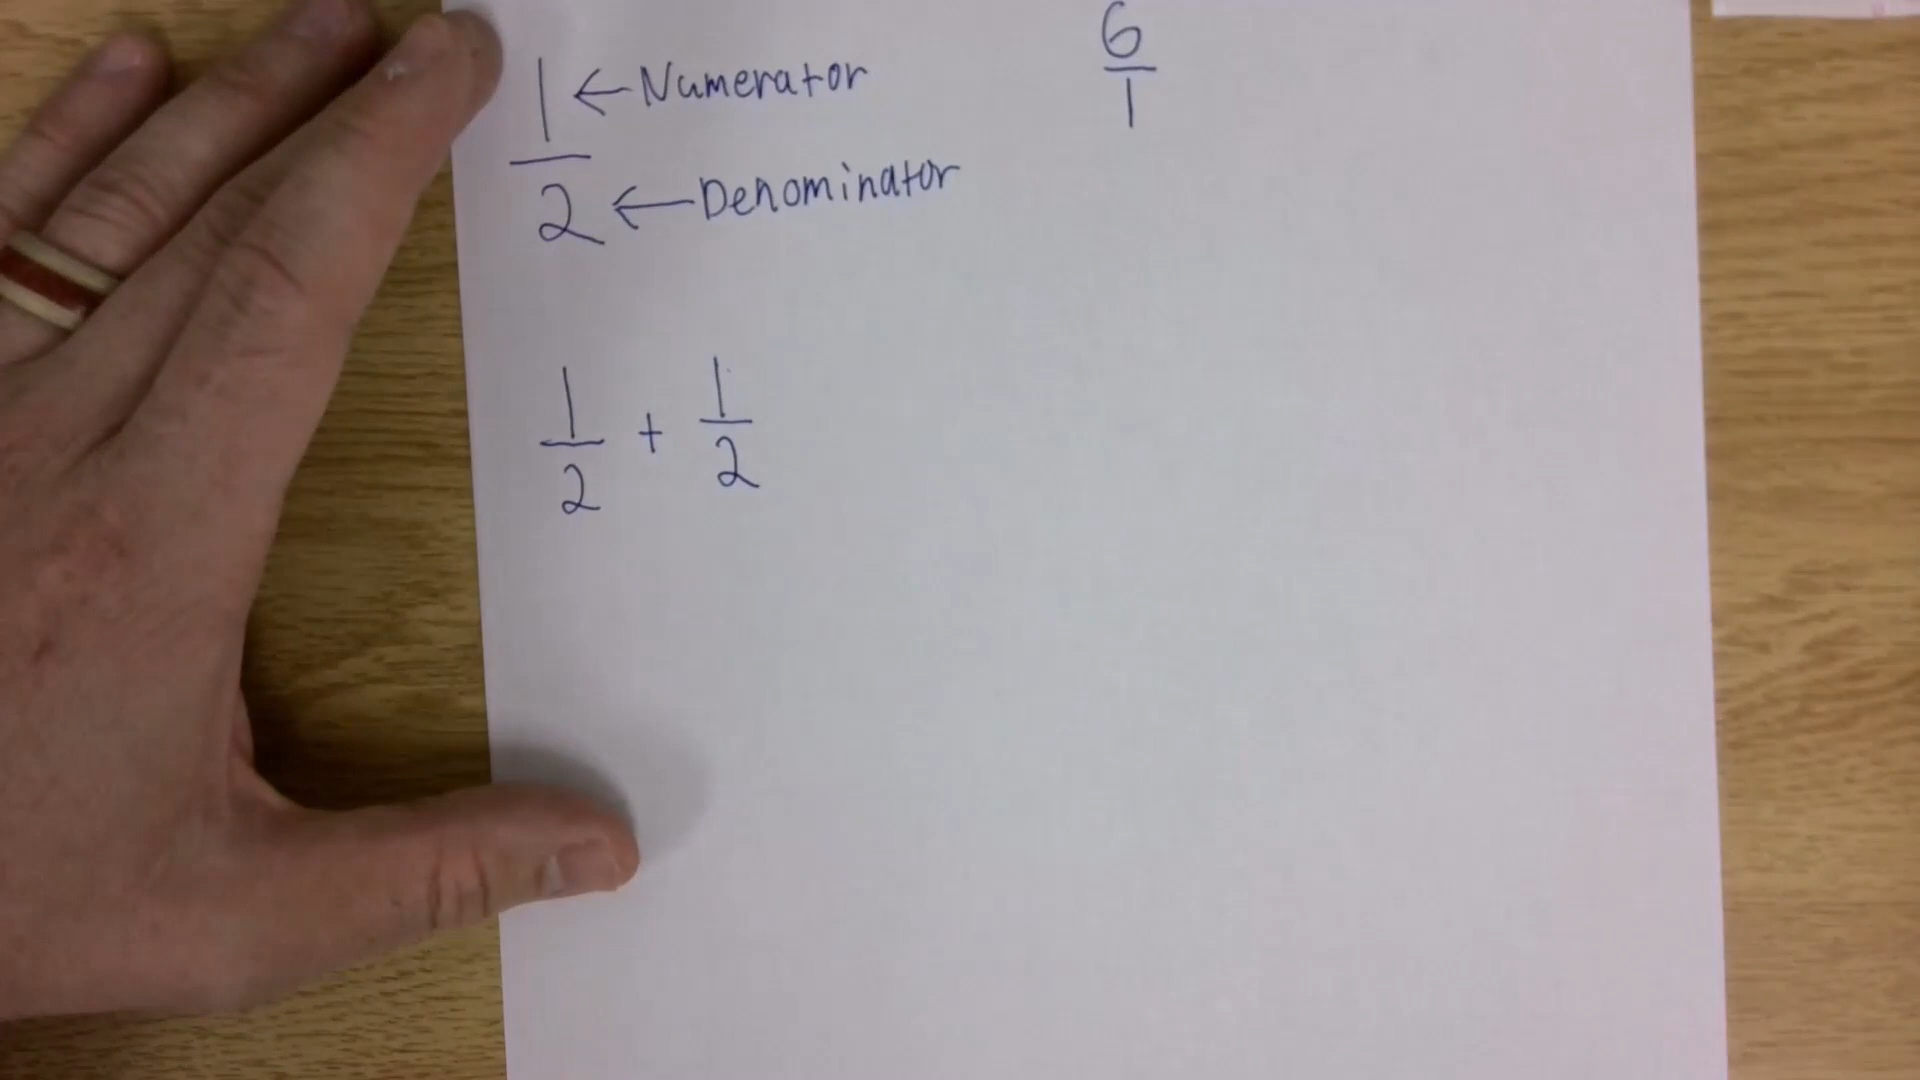 1 ← Numerator
2 ← Denominator
6
1
1/2 + 1/2